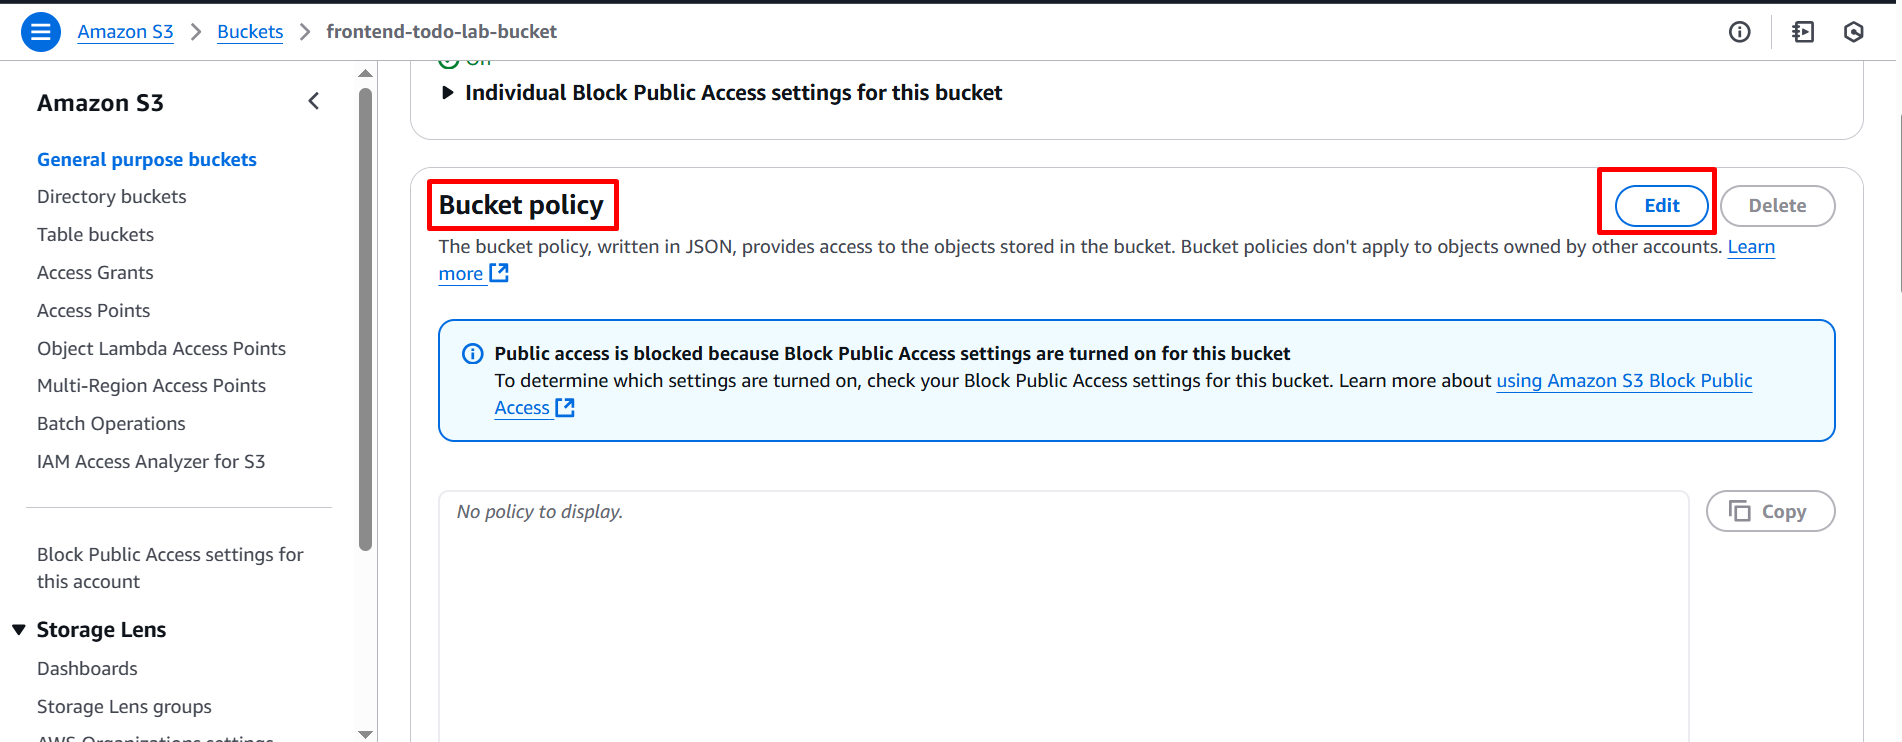 Amazon S3 > Buckets > frontend-todo-lab-bucket
Amazon S3
General purpose buckets
Directory buckets
Table buckets
Access Grants
Access Points
Object Lambda Access Points
Multi-Region Access Points
Batch Operations
IAM Access Analyzer for S3
Block Public Access settings for
this account
Storage Lens
Dashboards
Storage Lens groups
AWS Organizations settings
On
Individual Block Public Access settings for this bucket
Bucket policy
Edit
Delete
The bucket policy, written in JSON, provides access to the objects stored in the bucket. Bucket policies don't apply to objects owned by other accounts. Learn
more
Public access is blocked because Block Public Access settings are turned on for this bucket
To determine which settings are turned on, check your Block Public Access settings for this bucket. Learn more about using Amazon S3 Block Public
Access
No policy to display.
Copy